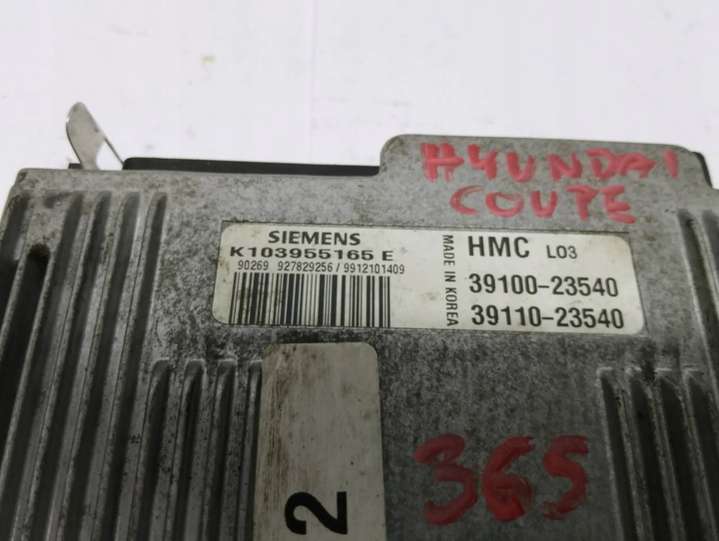 HYUNDAI
COUPE
SIEMENS
K103955165 E
90269 927829256 / 9912101409
MADE IN KOREA
HMC L03
39100-23540
39110-23540
365
2